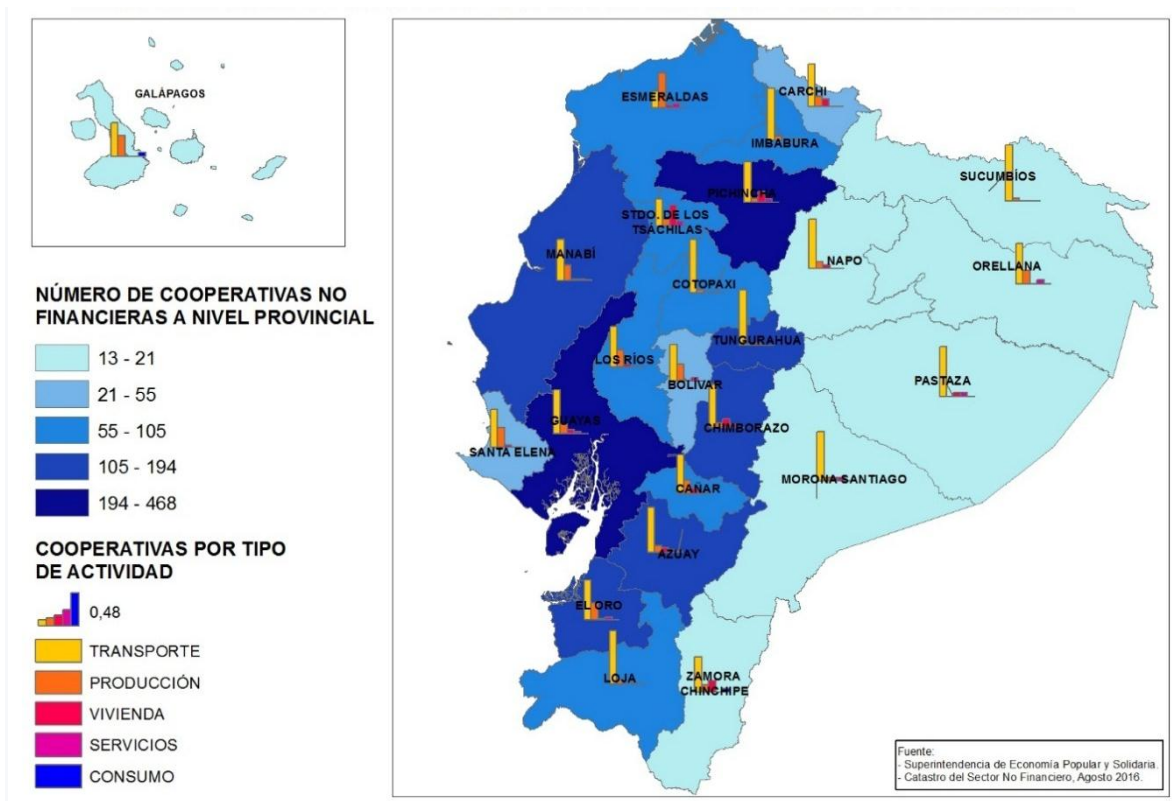 GALÁPAGOS
NÚMERO DE COOPERATIVAS NO
FINANCIERAS A NIVEL PROVINCIAL
13 - 21
21 - 55
55 - 105
105 - 194
194 - 468
COOPERATIVAS POR TIPO
DE ACTIVIDAD
0,48
TRANSPORTE
PRODUCCIÓN
VIVIENDA
SERVICIOS
CONSUMO
ESMERALDAS
CARCHI
IMBABURA
SUCUMBÍOS
PICHINCHA
STDO. DE LOS
TSACHILAS
MANABÍ
NAPO
ORELLANA
COTOPAXI
TUNGURAHUA
LOS RÍOS
BOLÍVAR
PASTAZA
GUAYAS
CHIMBORAZO
SANTA ELENA
MORONA SANTIAGO
CAÑAR
AZUAY
EL ORO
LOJA
ZAMORA
CHINCHIPE
Fuente:
- Superintendencia de Economía Popular y Solidaria.
- Catastro del Sector No Financiero, Agosto 2016.